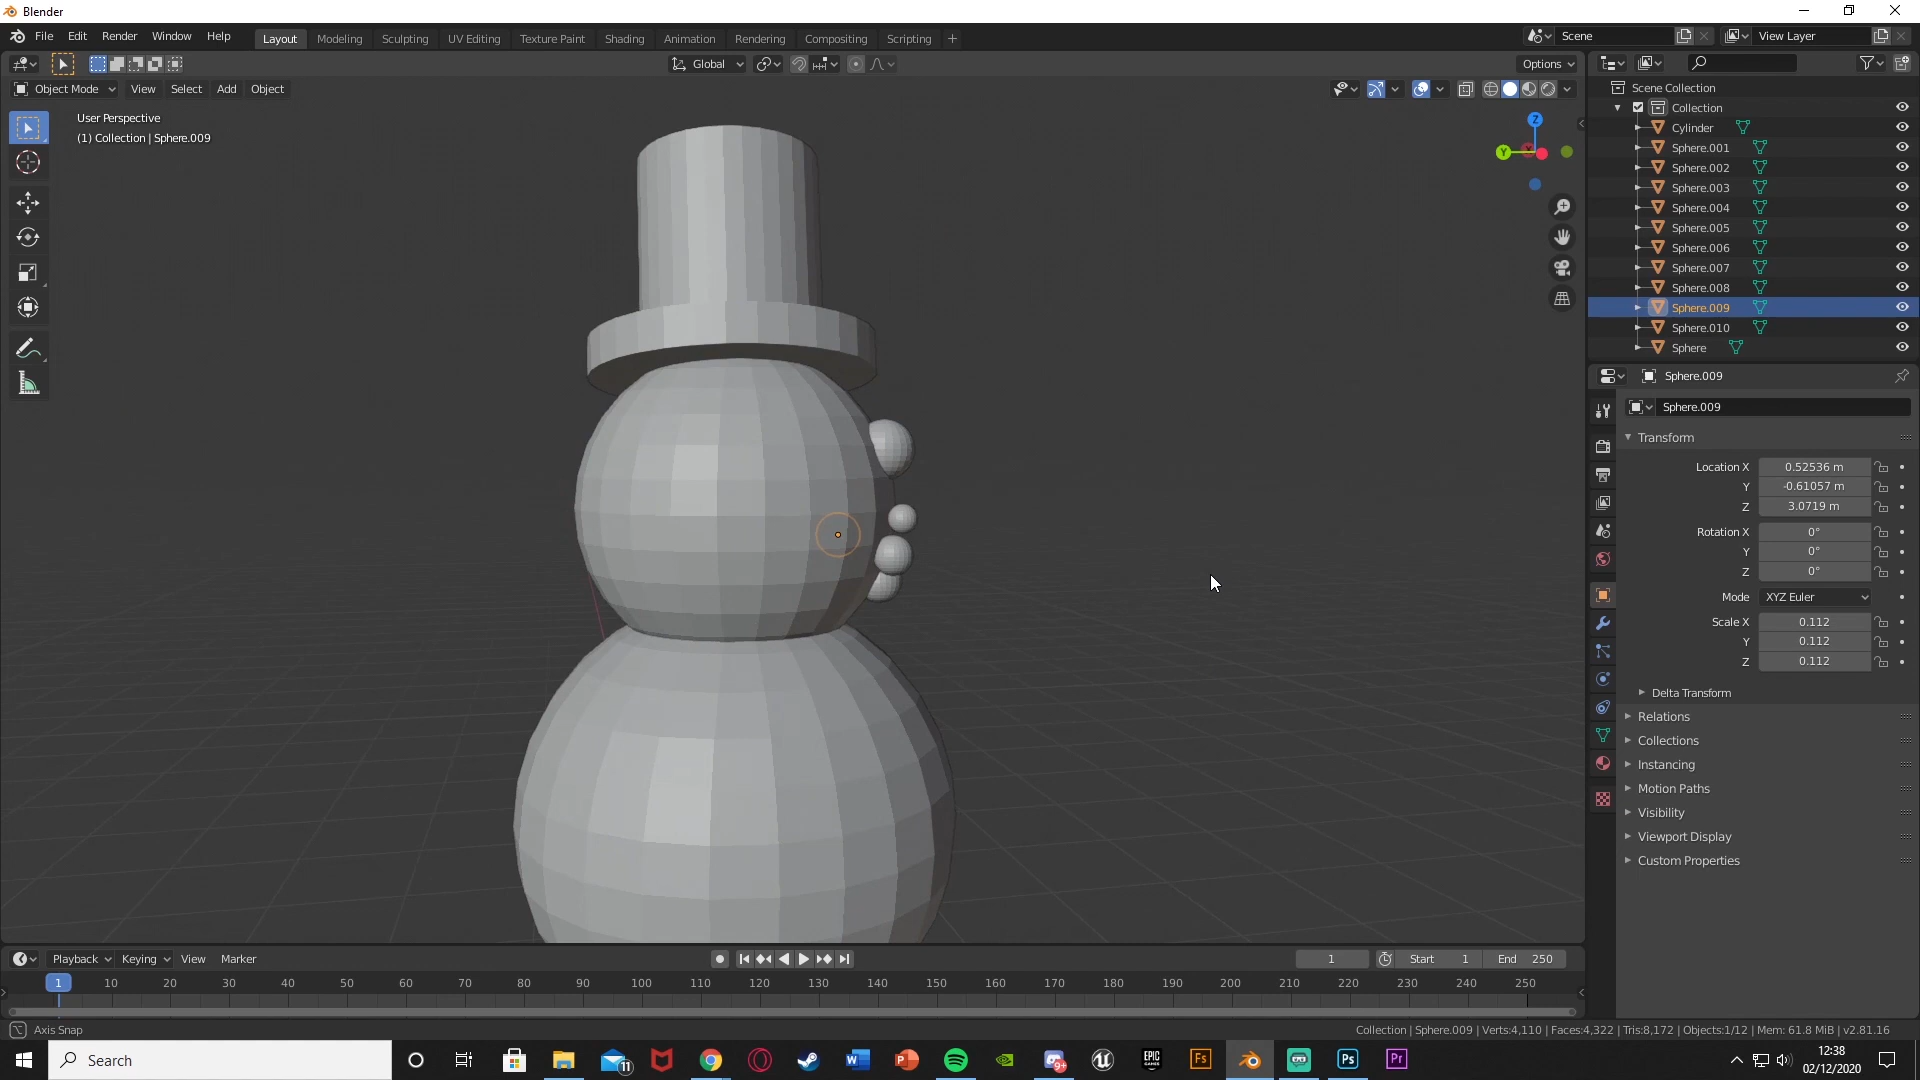 Blender
File Edit Render Window Help Layout Modeling Sculpting UV Editing Texture Paint Shading Animation Rendering Compositing Scripting + Scene View Layer
Global Options
Object Mode View Select Add Object
User Perspective
(1) Collection | Sphere.009
Z
Y
X
Scene Collection
Collection
Cylinder
Sphere.001
Sphere.002
Sphere.003
Sphere.004
Sphere.005
Sphere.006
Sphere.007
Sphere.008
Sphere.009
Sphere.010
Sphere
Sphere.009
Sphere.009
Transform
Location X 0.52536 m
Y -0.61057 m
Z 3.0719 m
Rotation X 0°
Y 0°
Z 0°
Mode XYZ Euler
Scale X 0.112
Y 0.112
Z 0.112
Delta Transform
Relations
Collections
Instancing
Motion Paths
Visibility
Viewport Display
Custom Properties
Playback Keying View Marker 1 Start 1 End 250
1 10 20 30 40 50 60 70 80 90 100 110 120 130 140 150 160 170 180 190 200 210 220 230 240 250
Axis Snap Collection | Sphere.009 | Verts:4,110 | Faces:4,322 | Tris:8,172 | Objects:1/12 | Mem: 61.8 MiB | v2.81.16
Search 11 W P 9+ EPIC GAMES Fs Ps Pr 12:38
02/12/2020